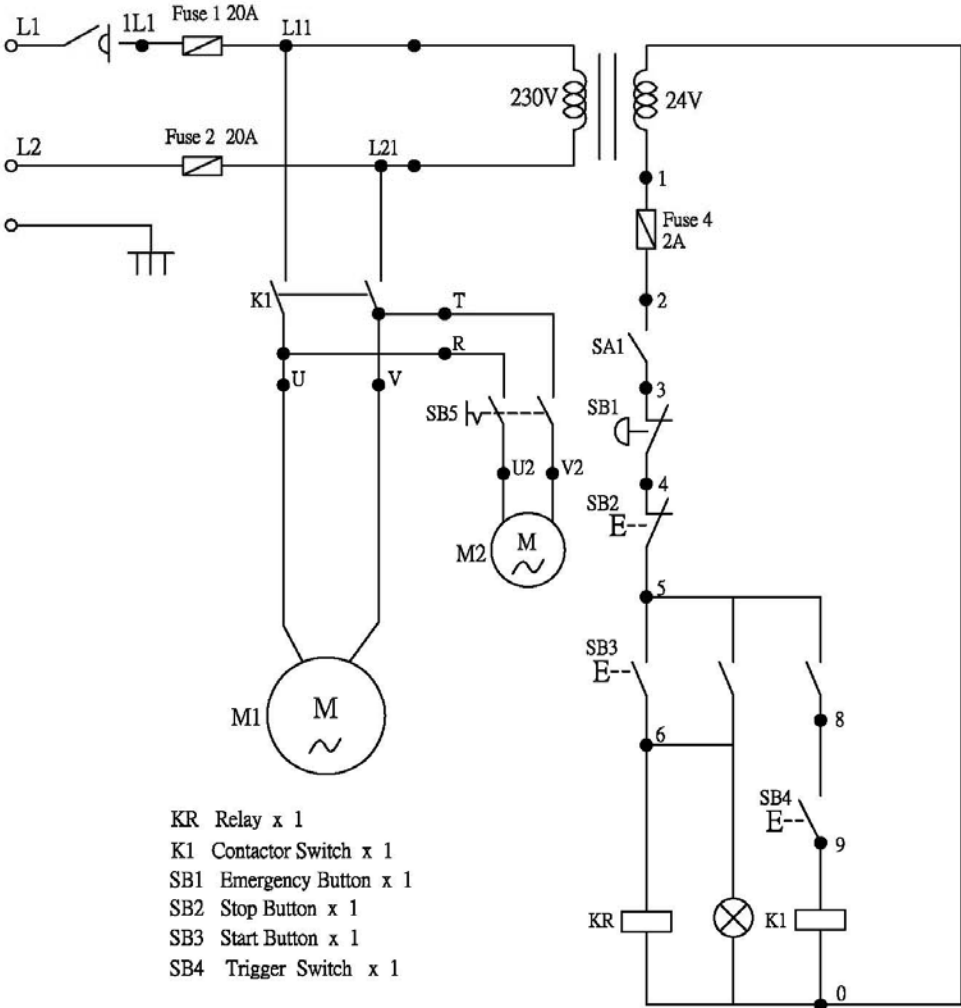 L1
1L1
Fuse 1 20A
L11
230V
24V
L2
Fuse 2 20A
L21
1
Fuse 4
2A
2
K1
T
R
SA1
U
V
3
SB5
SB1
U2
V2
4
SB2
E
M2
M
5
SB3
E
M1
M
6
8
SB4
E
9
KR
K1
0
KR Relay x 1
K1 Contactor Switch x 1
SB1 Emergency Button x 1
SB2 Stop Button x 1
SB3 Start Button x 1
SB4 Trigger Switch x 1